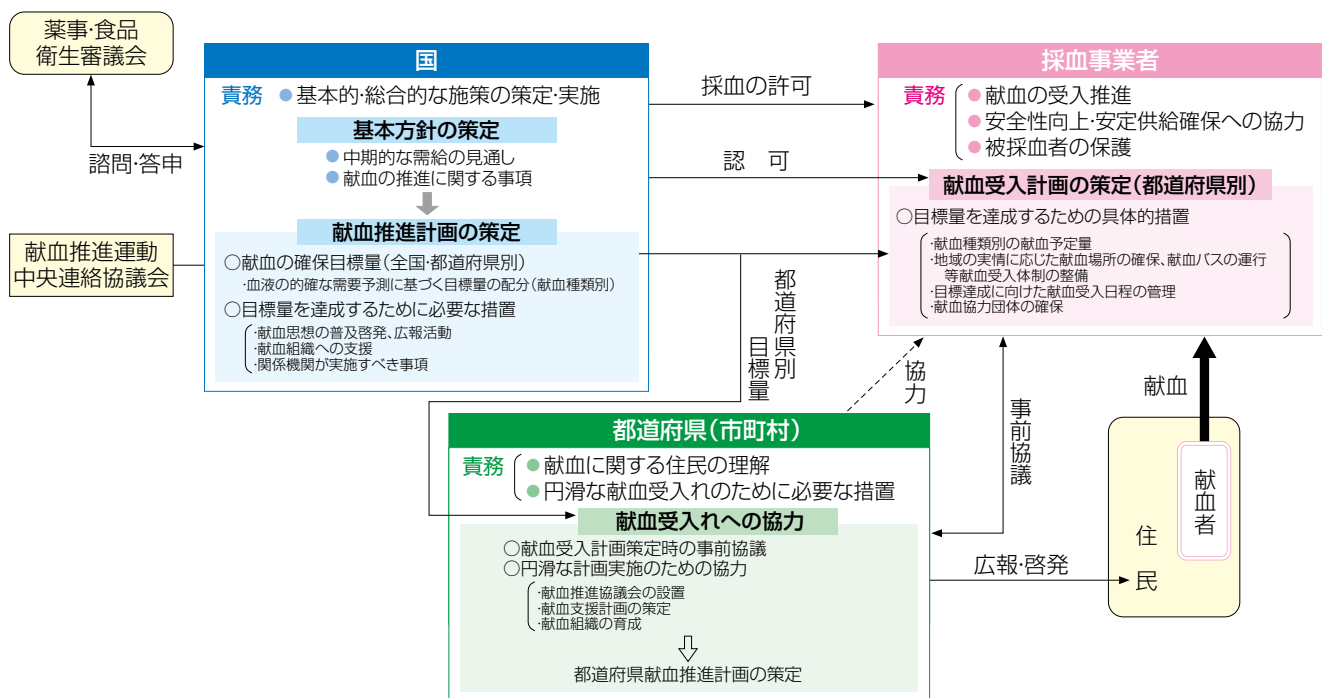 薬事・食品
衛生審議会
諮問・答申
献血推進運動
中央連絡協議会
国
責務 ●基本的・総合的な施策の策定・実施
基本方針の策定
●中期的な需給の見通し
●献血の推進に関する事項
献血推進計画の策定
○献血の確保目標量（全国・都道府県別）
・血液の的確な需要予測に基づく目標量の配分（献血種類別）
○目標量を達成するために必要な措置
・献血思想の普及啓発、広報活動
・献血組織への支援
・関係機関が実施すべき事項
採血の許可
認　可
都道府県別
目標量
採血事業者
責務 ●献血の受入推進
●安全性向上・安定供給確保への協力
●被採血者の保護
献血受入計画の策定（都道府県別）
○目標量を達成するための具体的措置
・献血種類別の献血予定量
・地域の実情に応じた献血場所の確保、献血バスの運行
等献血受入体制の整備
・目標達成に向けた献血受入日程の管理
・献血協力団体の確保
協力
事前協議
献血
都道府県（市町村）
責務 ●献血に関する住民の理解
●円滑な献血受入れのために必要な措置
献血受入れへの協力
○献血受入計画策定時の事前協議
○円滑な計画実施のための協力
・献血推進協議会の設置
・献血支援計画の策定
・献血組織の育成
都道府県献血推進計画の策定
広報・啓発
住民
献血者